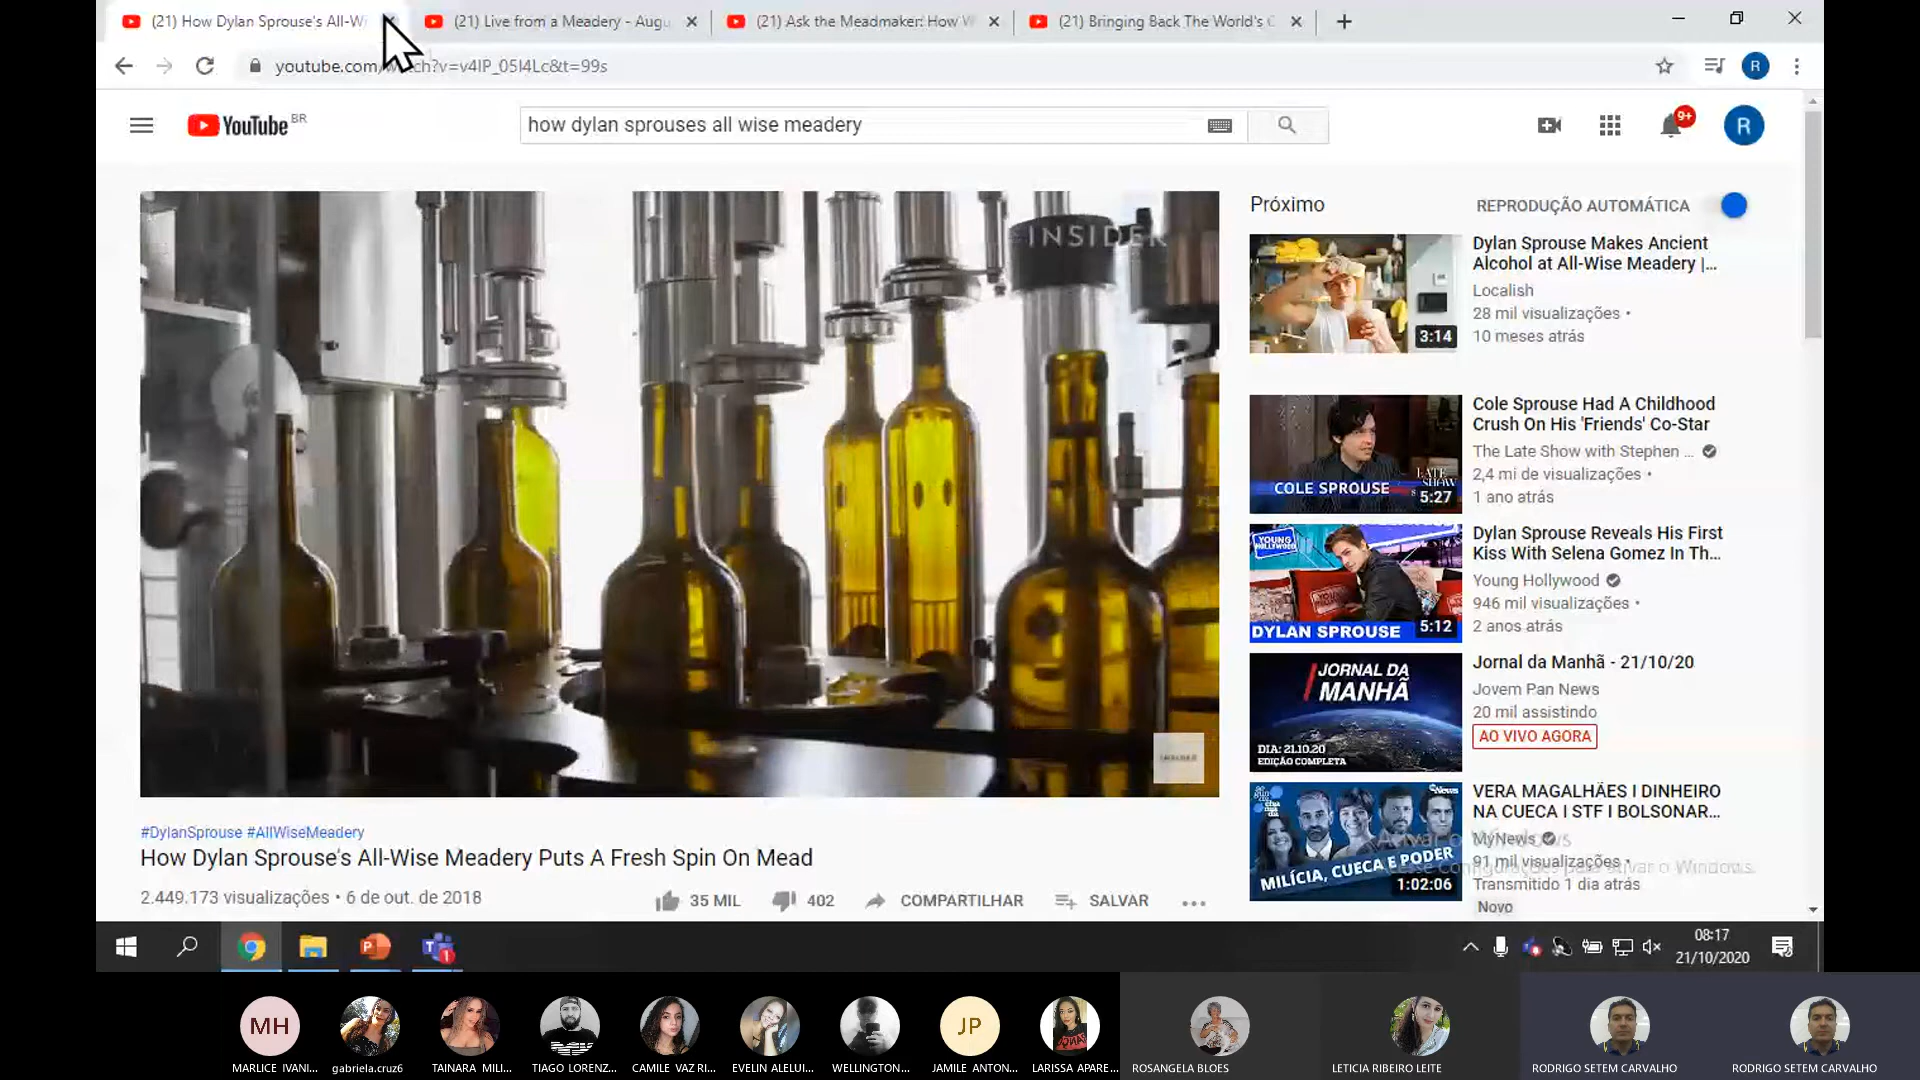 (21) How Dylan Sprouse's All-Wi
(21) Live from a Meadery - Augu
(21) Ask the Meadmaker: How W
(21) Bringing Back The World's
R
YouTube BR
how dylan sprouses all wise meadery
9+
R
INSIDER
Próximo
REPRODUÇÃO AUTOMÁTICA
Dylan Sprouse Makes Ancient
Alcohol at All-Wise Meadery |...
Localish
28 mil visualizações •
10 meses atrás
3:14
Cole Sprouse Had A Childhood
Crush On His 'Friends' Co-Star
The Late Show with Stephen ...
2,4 mi de visualizações •
1 ano atrás
LATE
SHOW
COLE SPROUSE
5:27
Dylan Sprouse Reveals His First
Kiss With Selena Gomez In Th...
Young Hollywood
946 mil visualizações •
2 anos atrás
YOUNG
HOLLYWOOD
DYLAN SPROUSE
5:12
Jornal da Manhã - 21/10/20
Jovem Pan News
20 mil assistindo
AO VIVO AGORA
JORNAL DA
MANHÃ
DIA: 21.10.20
EDIÇÃO COMPLETA
VERA MAGALHÃES I DINHEIRO
NA CUECA I STF I BOLSONAR...
MyNews
91 mil visualizações •
Transmitido 1 dia atrás
Novo
MILÍCIA, CUECA E PODER
1:02:06
#DylanSprouse #AllWiseMeadery
How Dylan Sprouse's All-Wise Meadery Puts A Fresh Spin On Mead
2.449.173 visualizações • 6 de out. de 2018
35 MIL
402
COMPARTILHAR
SALVAR
08:17
21/10/2020
MH
JP
MARLICE IVANI...
gabriela.cruz6
TAINARA MILI...
TIAGO LORENZ...
CAMILE VAZ RI...
EVELIN ALELUI...
WELLINGTON...
JAMILE ANTON...
LARISSA APARE...
ROSANGELA BLOES
LETICIA RIBEIRO LEITE
RODRIGO SETEM CARVALHO
RODRIGO SETEM CARVALHO